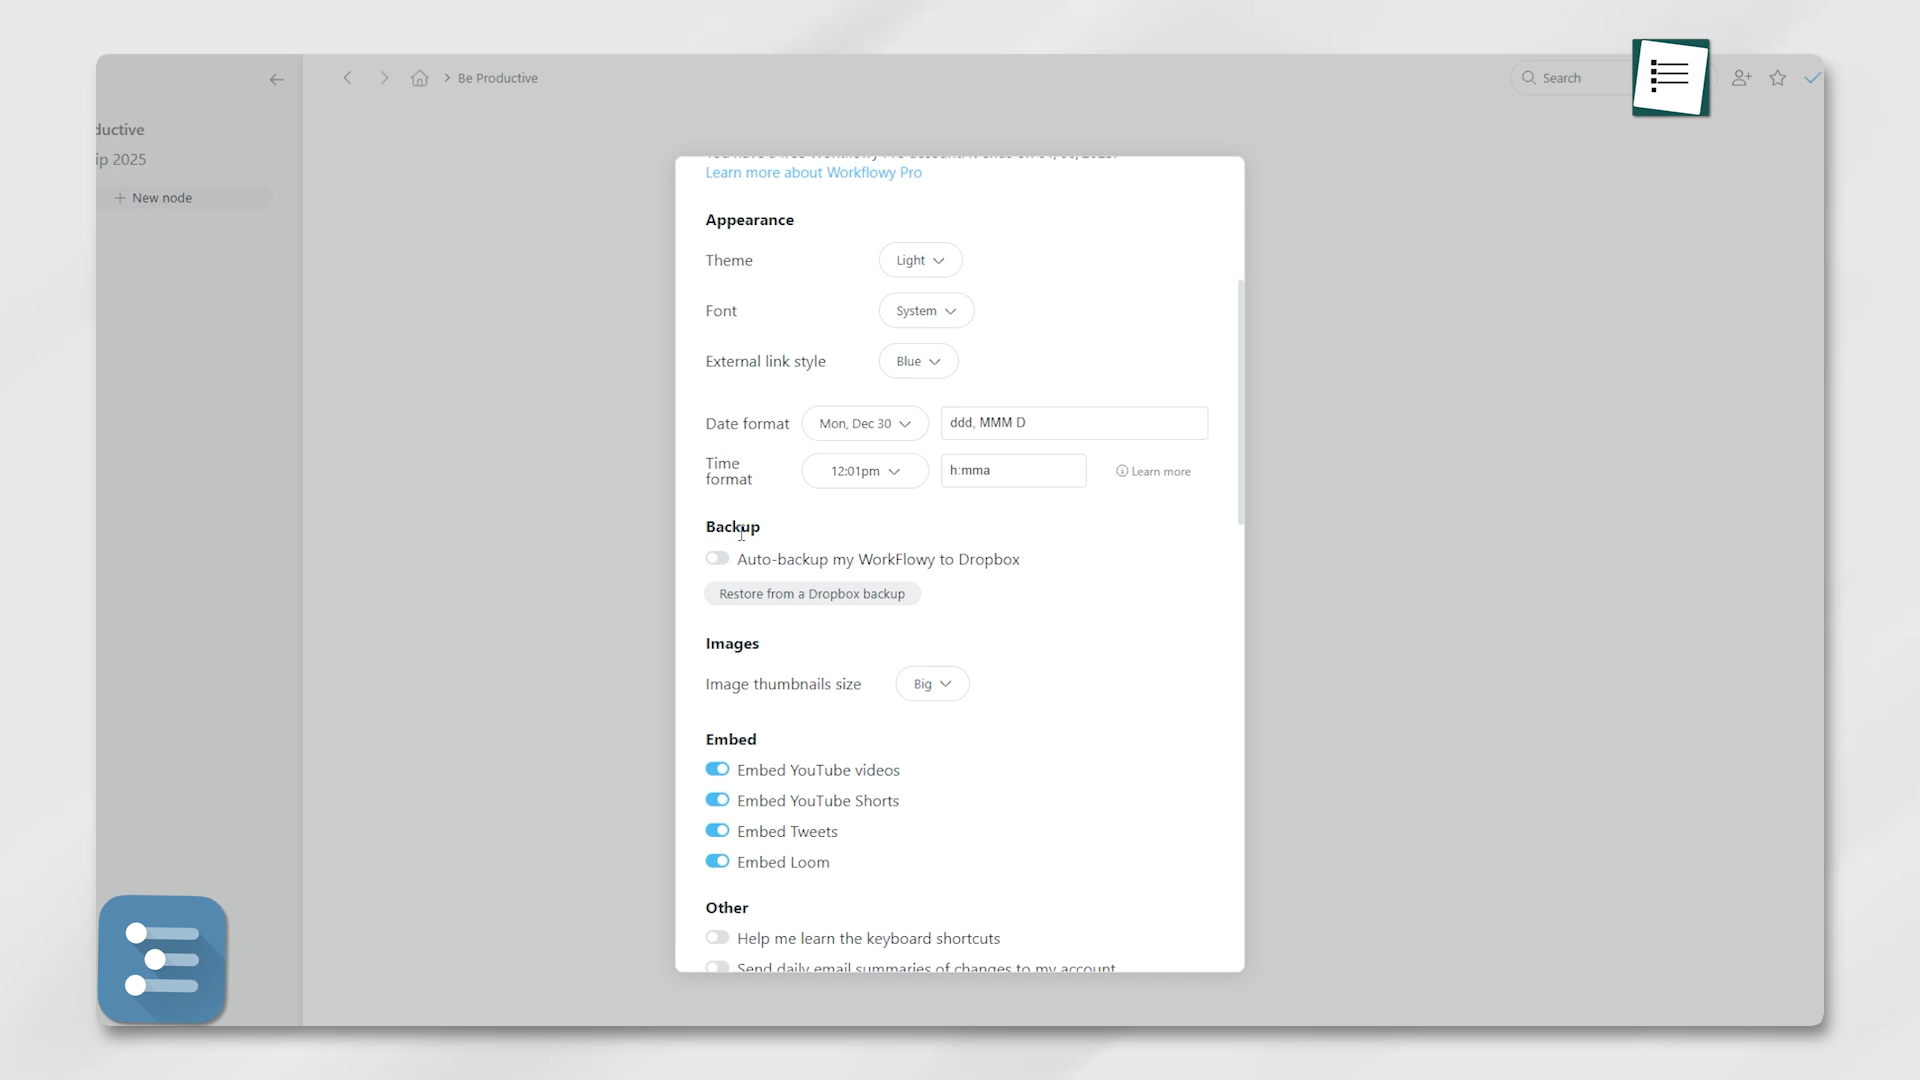 Be Productive
Search
ductive
ip 2025
New node
Learn more about Workflowy Pro
Appearance
Theme
Light
Font
System
External link style
Blue
Date format
Mon, Dec 30
ddd, MMM D
Time
format
12:01pm
h:mma
Learn more
Backup
Auto-backup my WorkFlowy to Dropbox
Restore from a Dropbox backup
Images
Image thumbnails size
Big
Embed
Embed YouTube videos
Embed YouTube Shorts
Embed Tweets
Embed Loom
Other
Help me learn the keyboard shortcuts
Send daily email summaries of changes to my account